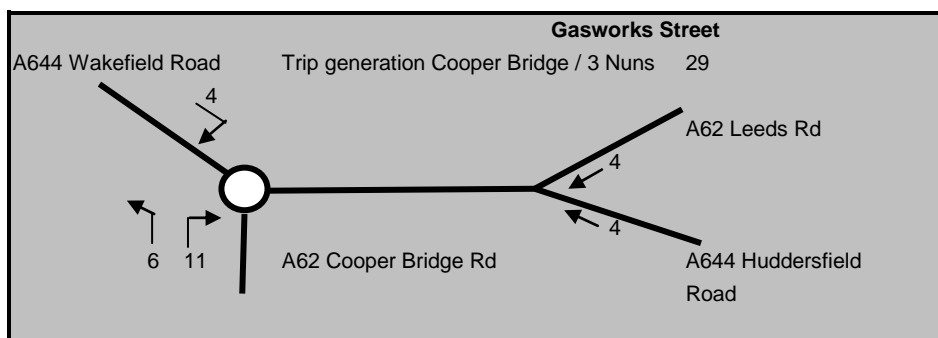 Gasworks Street
A644 Wakefield Road Trip generation Cooper Bridge / 3 Nuns 29
4
A62 Leeds Rd
4
4
6 11 A62 Cooper Bridge Rd A644 Huddersfield
Road